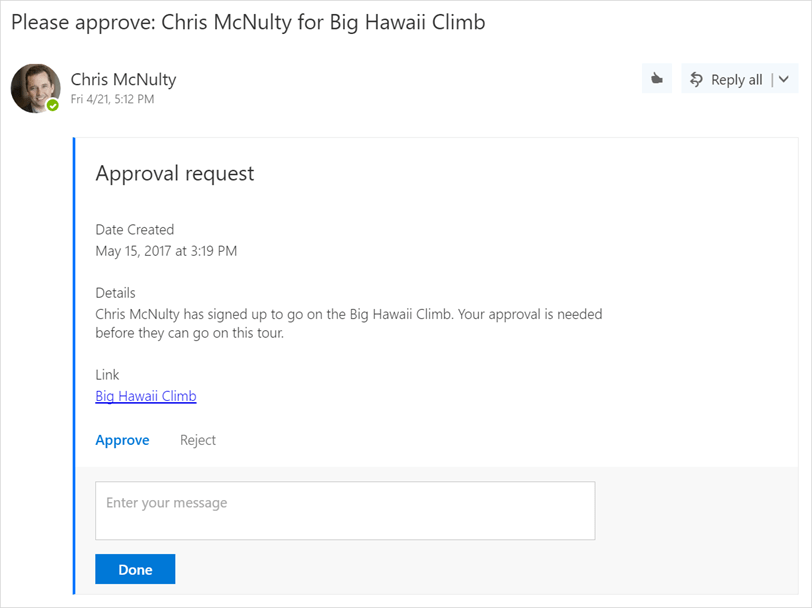 Please approve: Chris McNulty for Big Hawaii Climb
Chris McNulty
Fri 4/21, 5:12 PM
Reply all
Approval request
Date Created
May 15, 2017 at 3:19 PM
Details
Chris McNulty has signed up to go on the Big Hawaii Climb. Your approval is needed
before they can go on this tour.
Link
Big Hawaii Climb
Approve Reject
Enter your message
Done